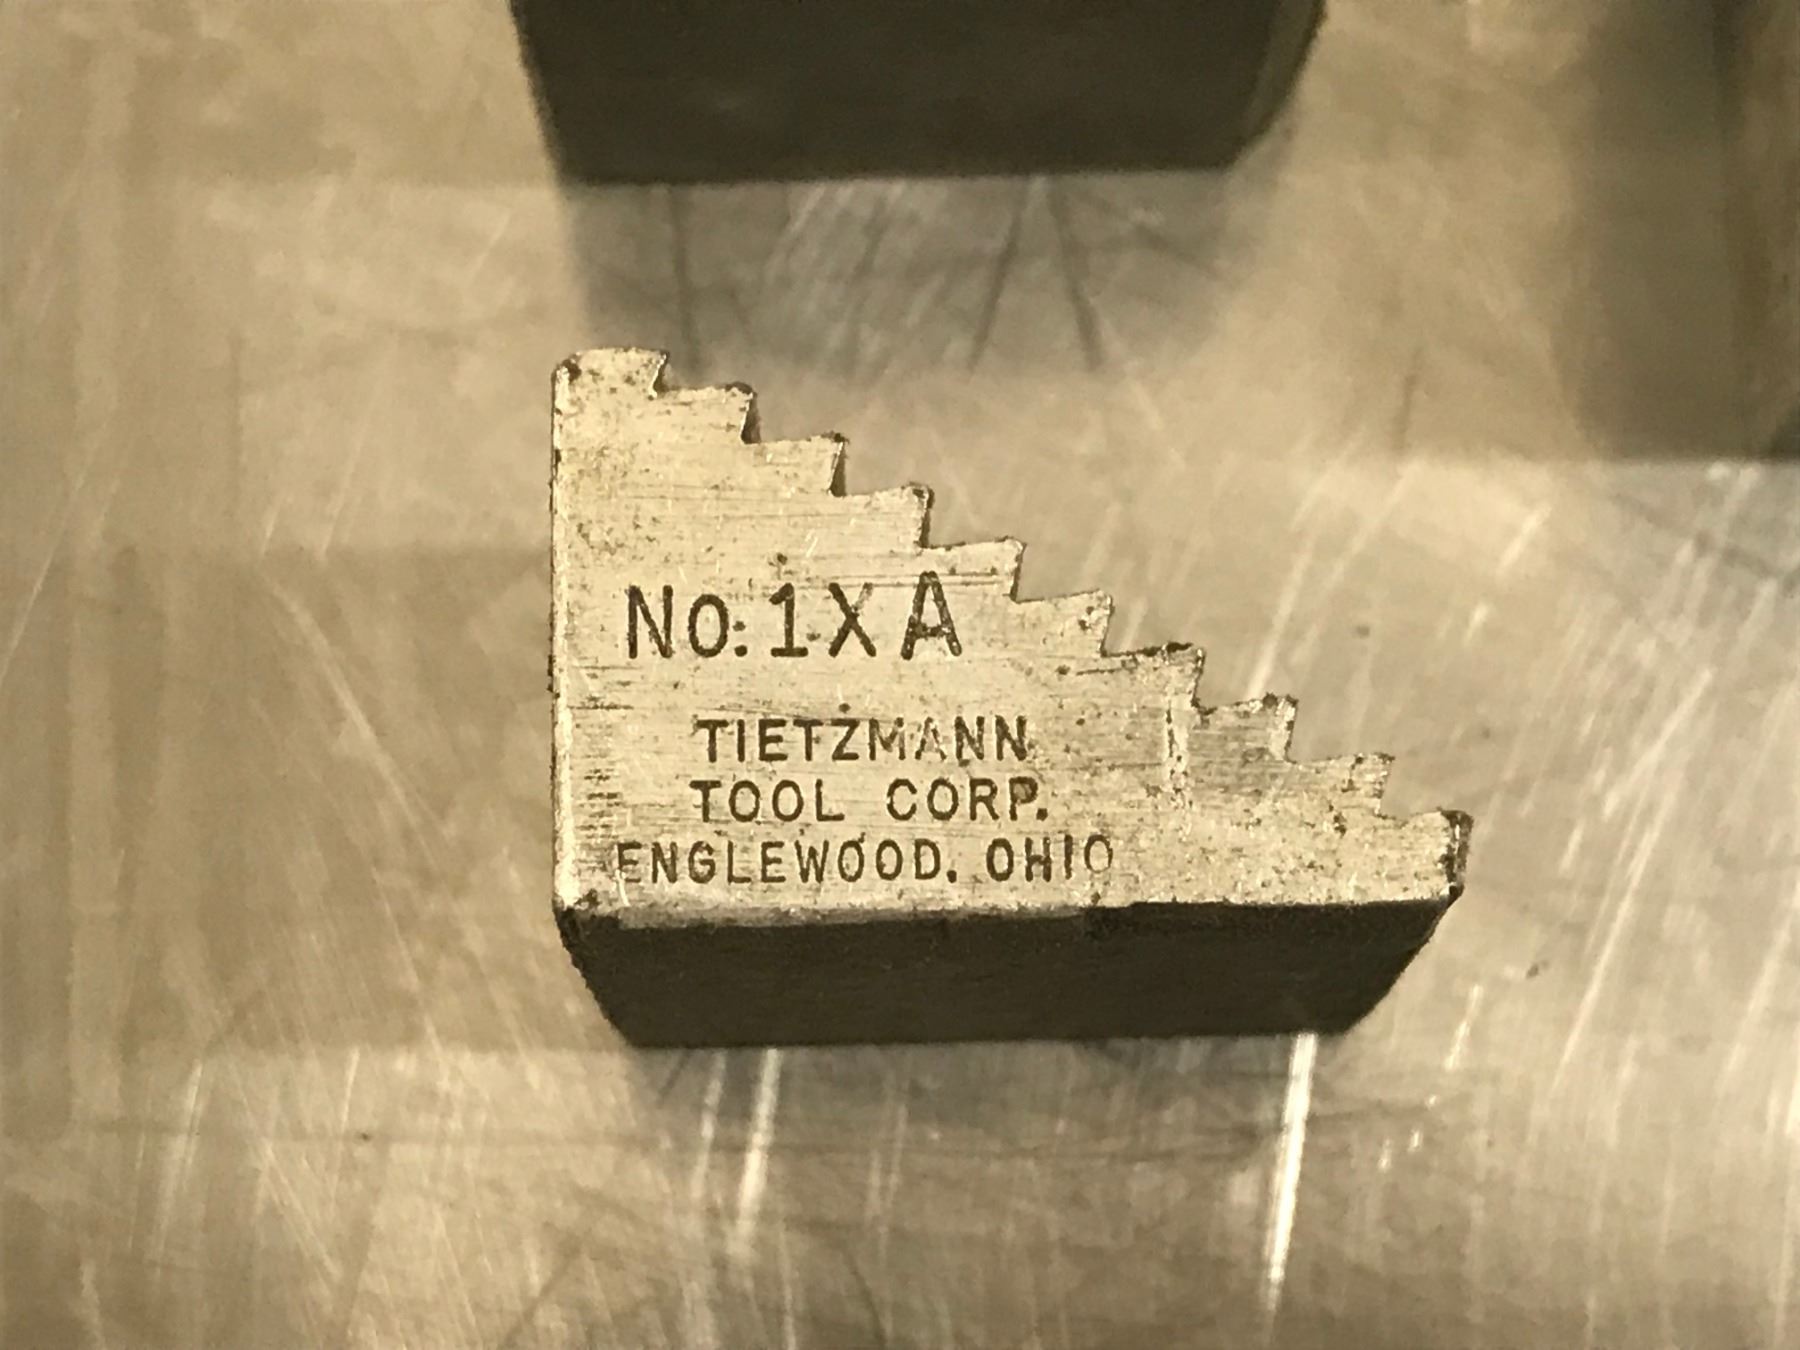 No. 1XA
TIETZMANN
TOOL CORP.
ENGLEWOOD. OHIO